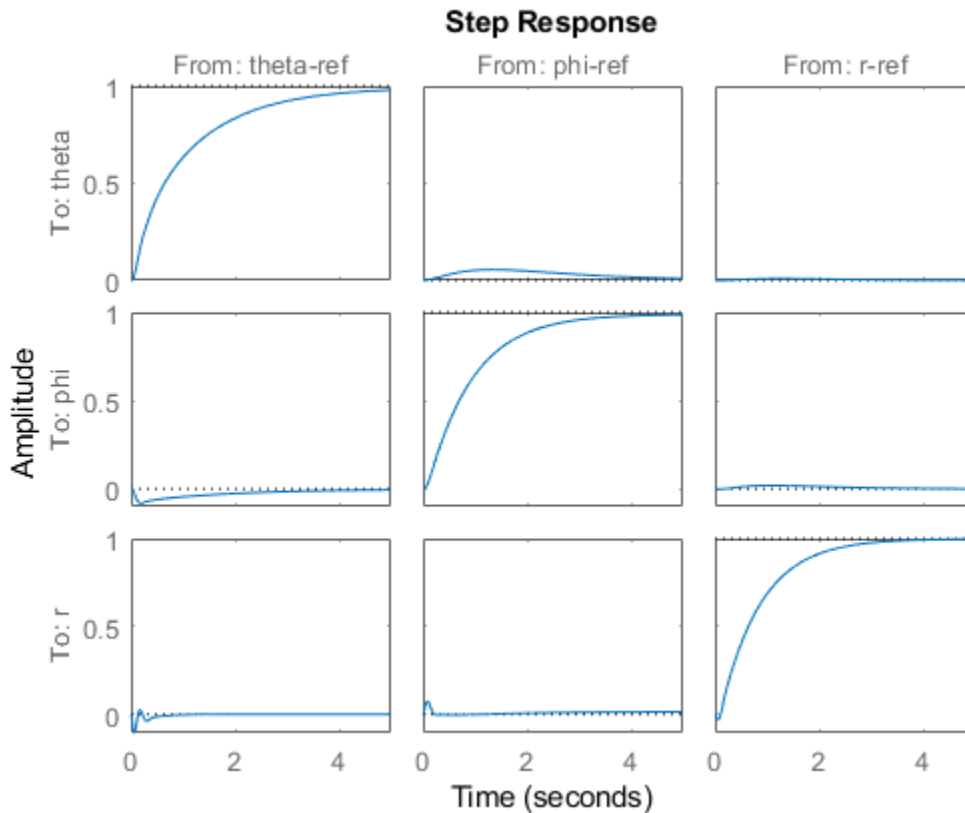 Step Response
From: theta-ref From: phi-ref From: r-ref
To: theta
1
0.5
0
To: phi
1
0.5
0
To: r
1
0.5
0
Amplitude
0 2 4 0 2 4 0 2 4
Time (seconds)